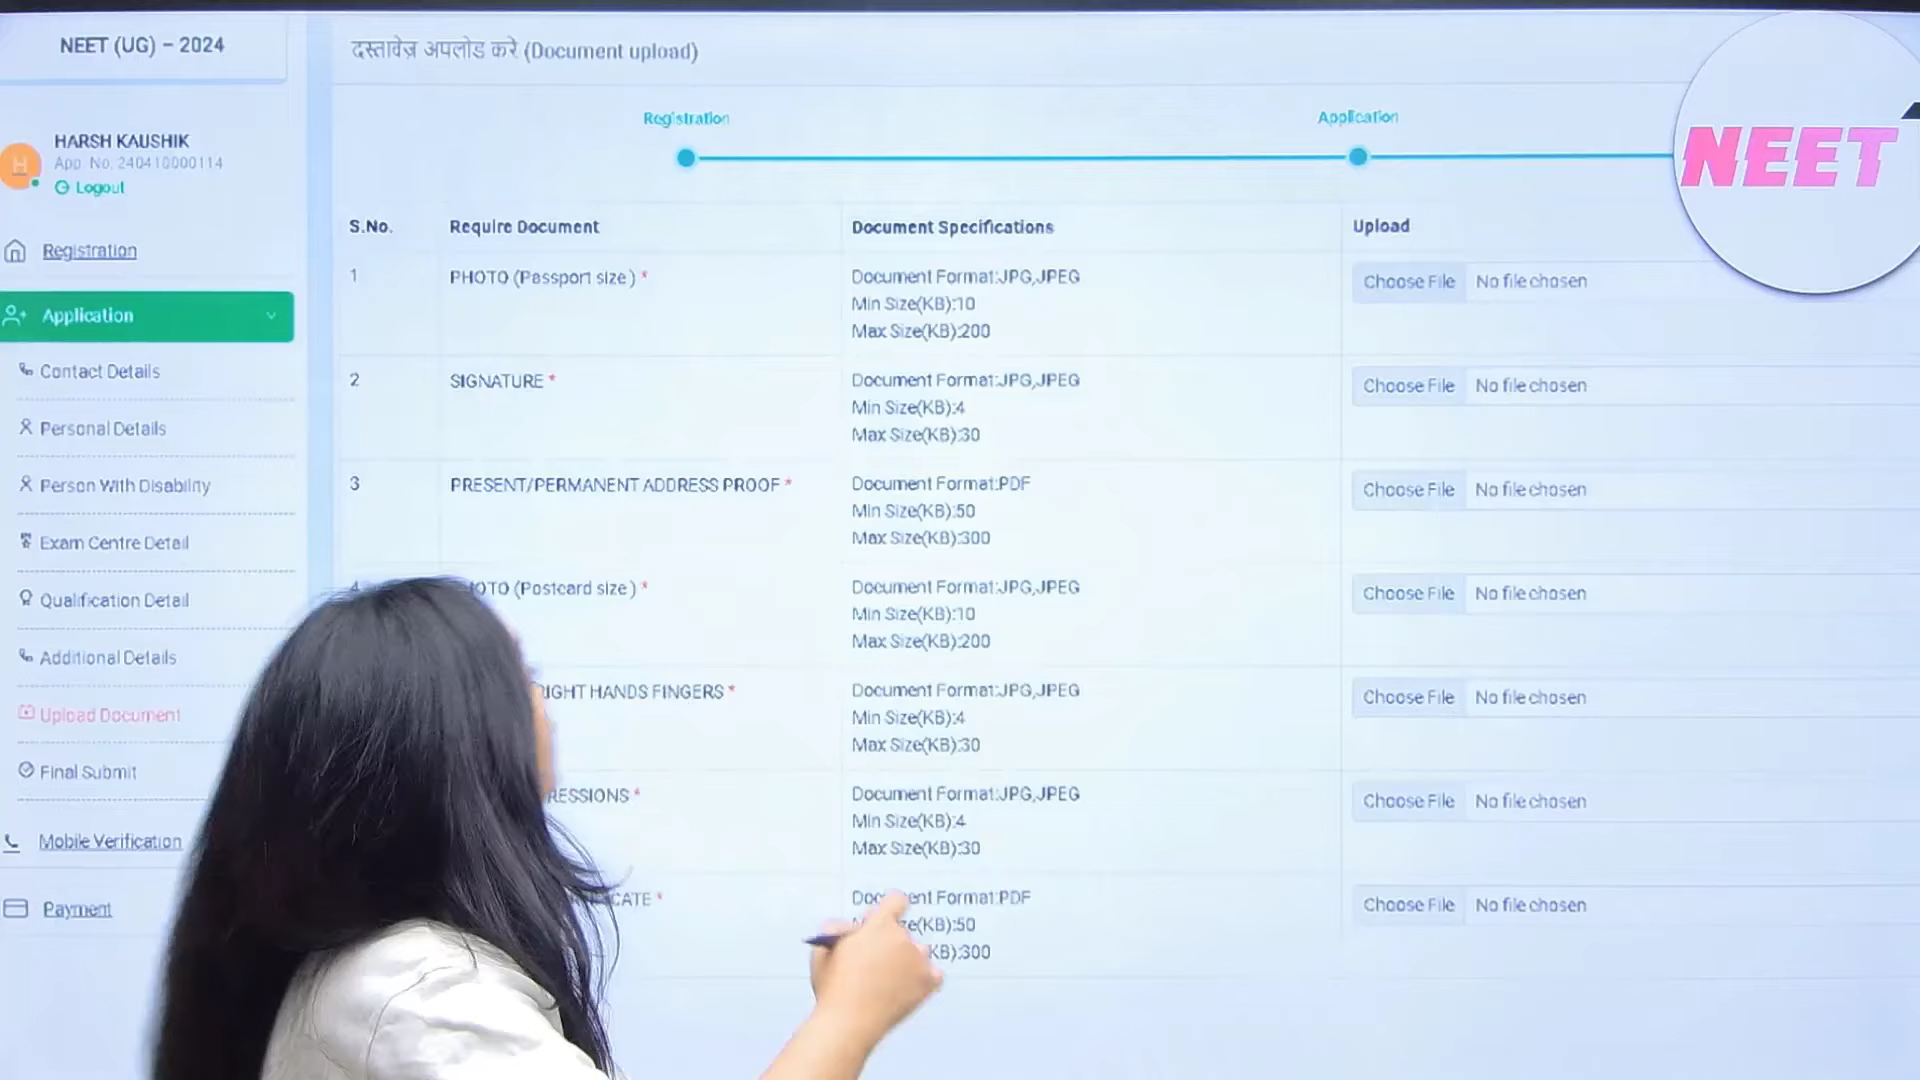 NEET (UG) – 2024
दस्तावेज़ अपलोड करे (Document upload)
NEET
HARSH KAUSHIK
App. No. 240410000114
Logout
Registration
Application
Registration
Application
Contact Details
Personal Details
Person With Disability
Exam Centre Detail
Qualification Detail
Additional Details
Upload Document
Final Submit
Mobile Verification
Payment
S.No. Require Document Document Specifications Upload
1 PHOTO (Passport size ) * Document Format:JPG,JPEG Choose File No file chosen
Min Size(KB):10
Max Size(KB):200
2 SIGNATURE * Document Format:JPG,JPEG Choose File No file chosen
Min Size(KB):4
Max Size(KB):30
3 PRESENT/PERMANENT ADDRESS PROOF * Document Format:PDF Choose File No file chosen
Min Size(KB):50
Max Size(KB):300
(Postcard size ) * Document Format:JPG,JPEG Choose File No file chosen
Min Size(KB):10
Max Size(KB):200
HANDS FINGERS * Document Format:JPG,JPEG Choose File No file chosen
Min Size(KB):4
Max Size(KB):30
* Document Format:JPG,JPEG Choose File No file chosen
Min Size(KB):4
Max Size(KB):30
* Format:PDF Choose File No file chosen
:50
:300